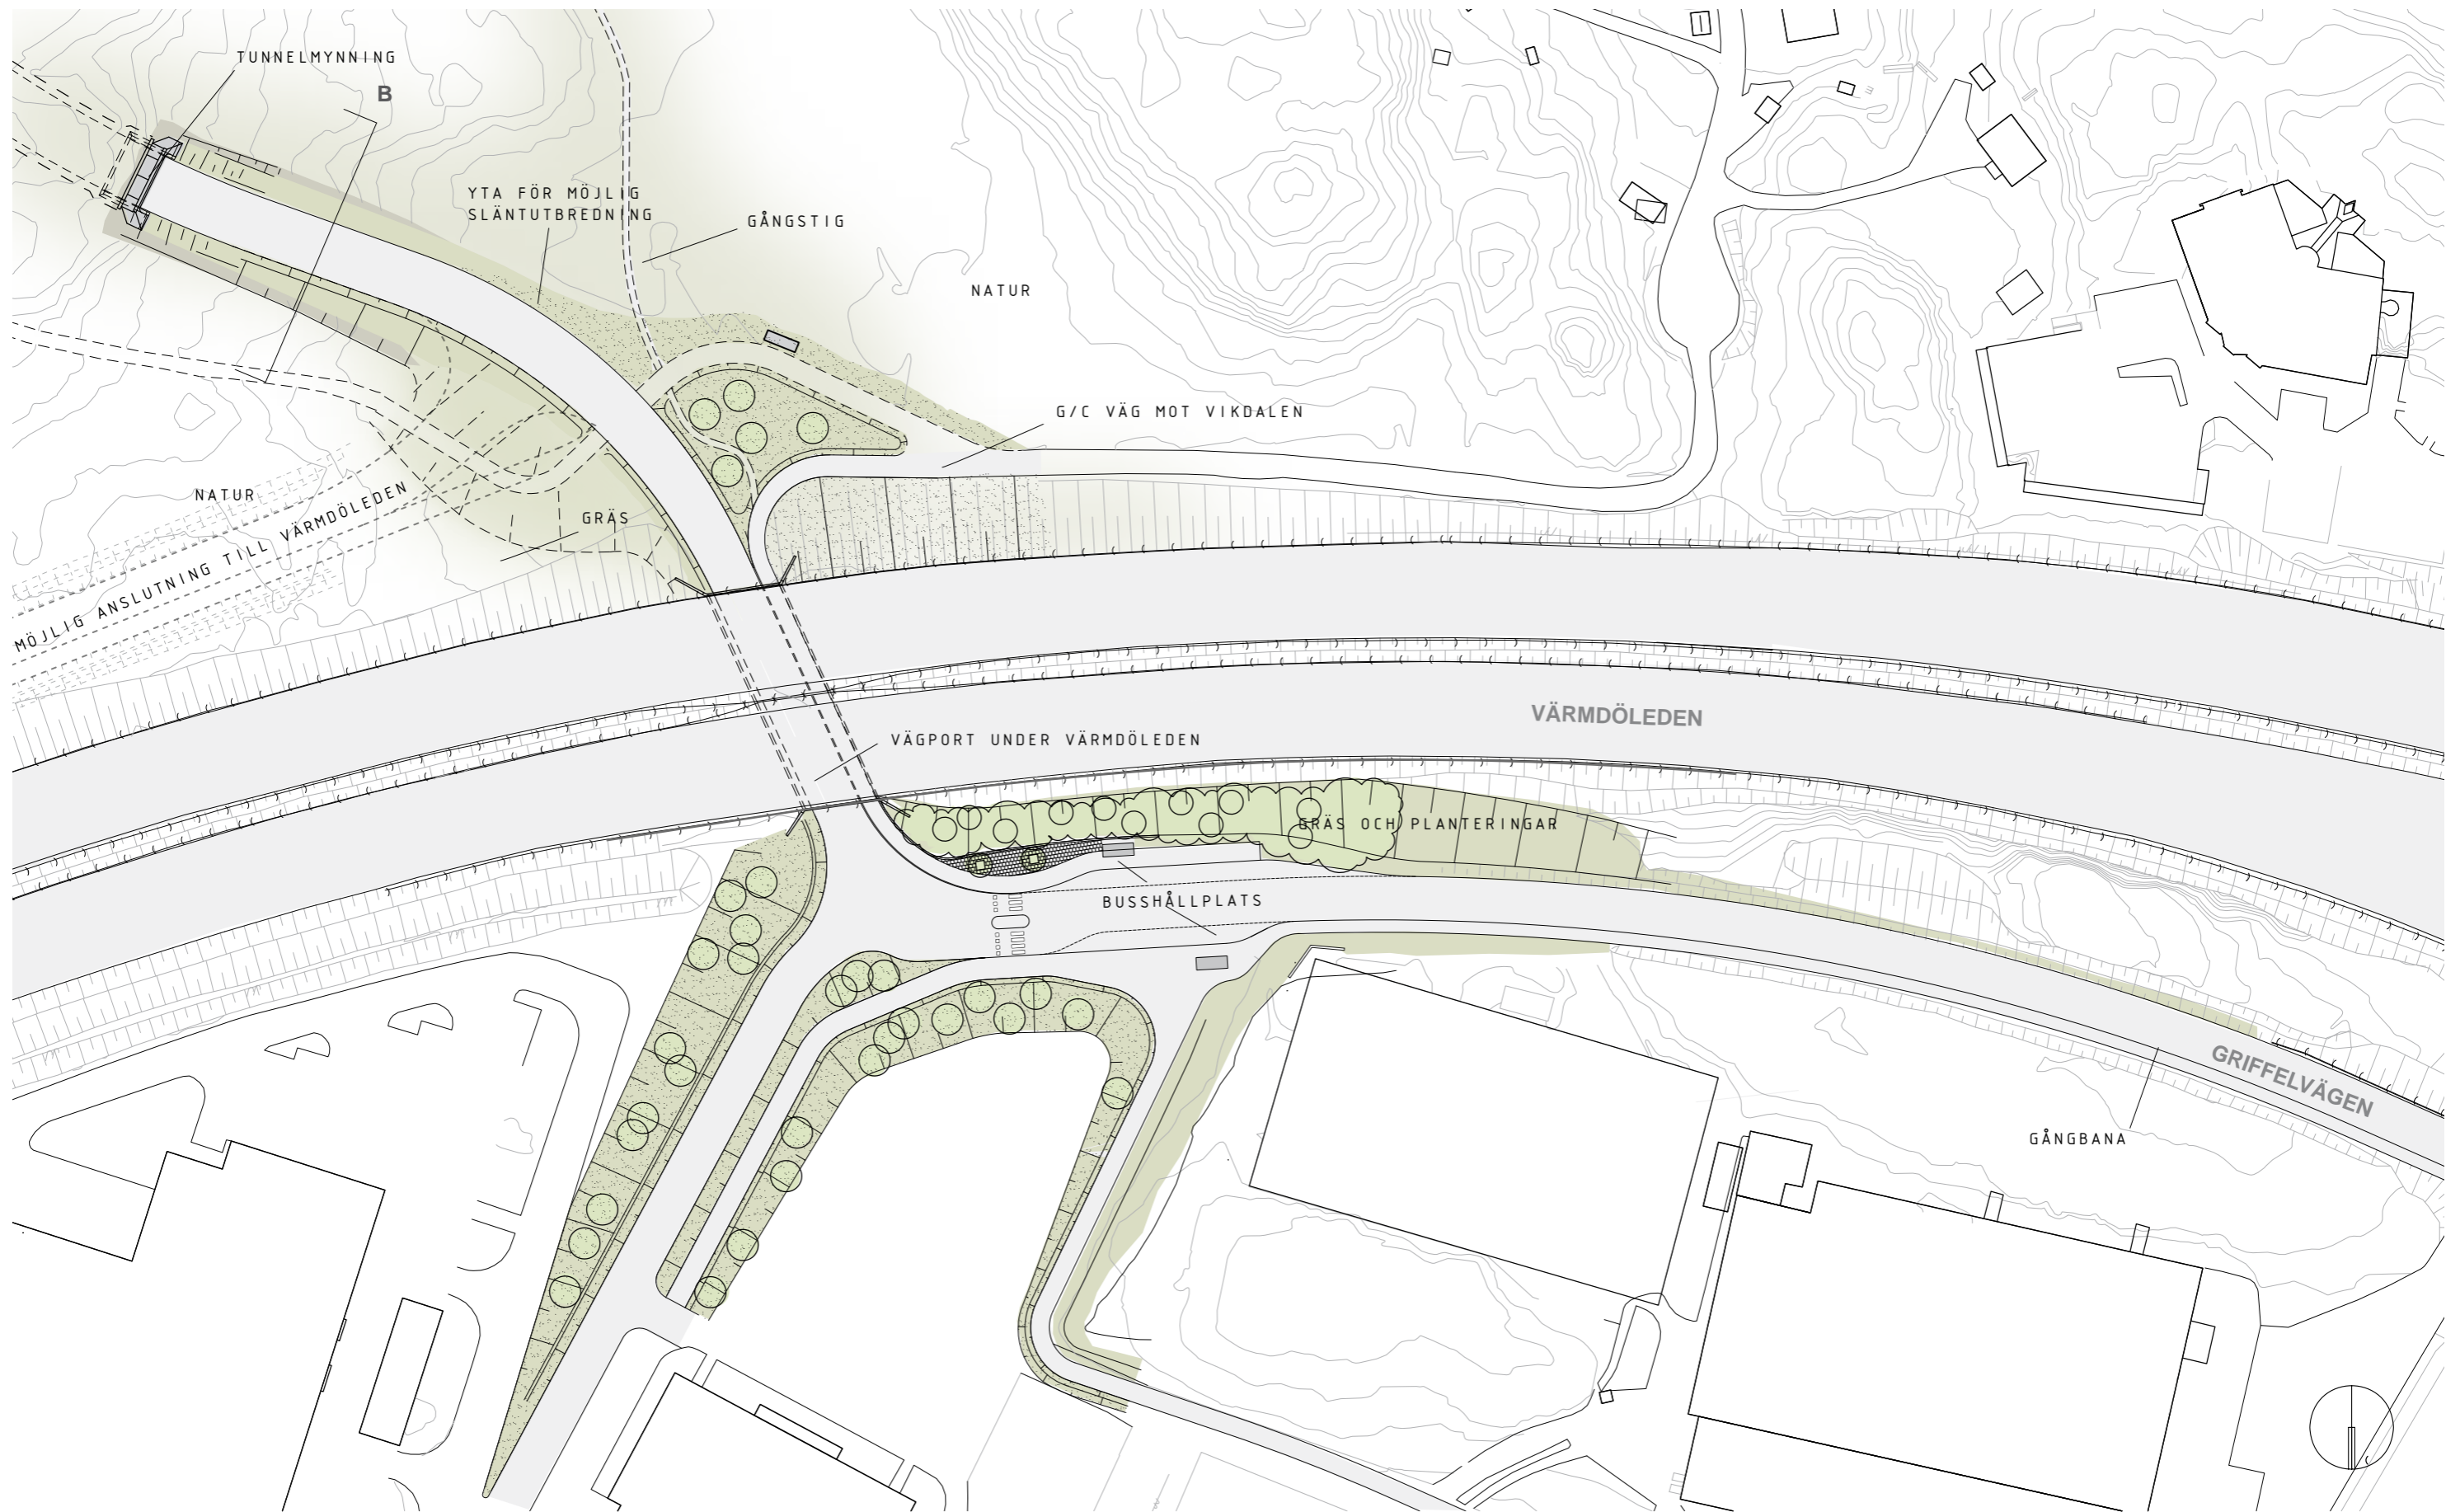 TUNNELMYNNING
B
YTA FÖR MÖJLIG
SLÄNTUTBREDNING
GÅNGSTIG
NATUR
G/C VÄG MOT VIKDALEN
NATUR
GRÄS
MÖJLIG ANSLUTNING TILL VÄRMDÖLEDEN
VÄRMDÖLEDEN
VÄGPORT UNDER VÄRMDÖLEDEN
GRÄS OCH PLANTERINGAR
BUSSHÅLLPLATS
GRIFFELVÄGEN
GÅNGBANA